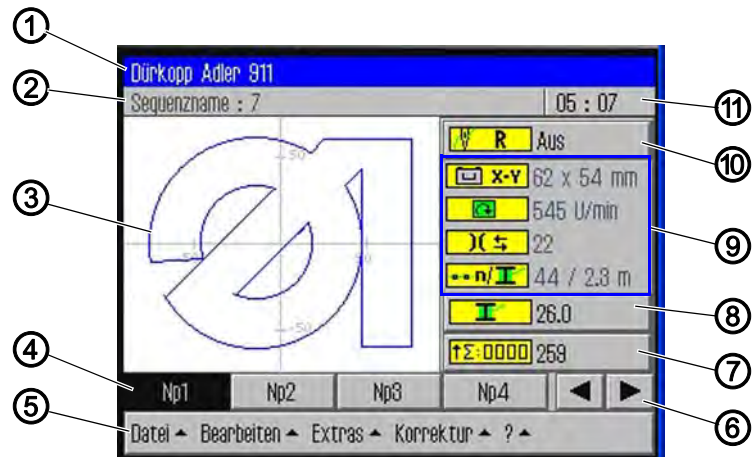 ①
Dürkopp Adler 911
②
Sequenzname : 7
05 : 07
⑪
R Aus
⑩
50
X-Y 62 x 54 mm
545 U/min
③
22
⑨
n/ 44 / 2.3 m
-50
26.0
⑧
↑Σ:0000 259
⑦
④
Np1 Np2 Np3 Np4 ◀ ▶
⑥
⑤
Datei Bearbeiten Extras Korrektur ?